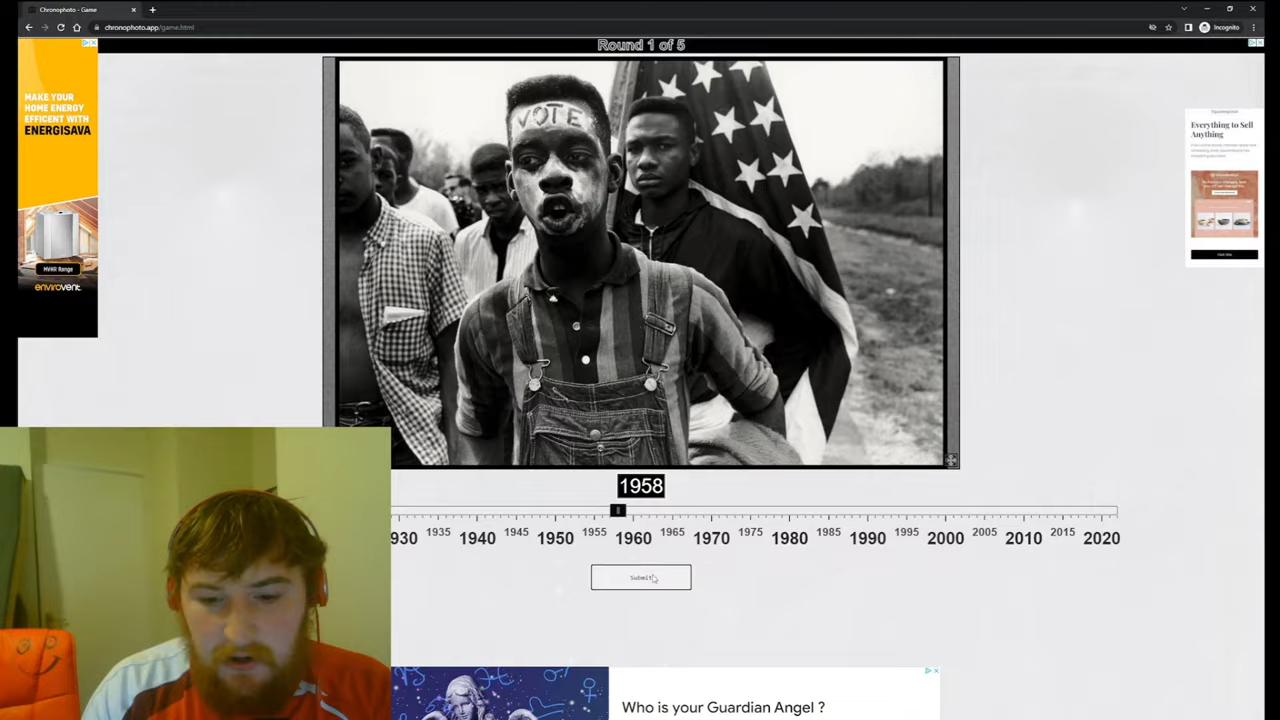 Chronophoto - Game
chronophoto.app/game.html
Incognito
Round 1 of 5
MAKE YOUR
HOME ENERGY
EFFICENT WITH
ENERGISAVA
MVHR Range
envirovent
VOTE
Everything to Sell
Anything
1958
930 1935 1940 1945 1950 1955 1960 1965 1970 1975 1980 1985 1990 1995 2000 2005 2010 2015 2020
Submit
Who is your Guardian Angel ?